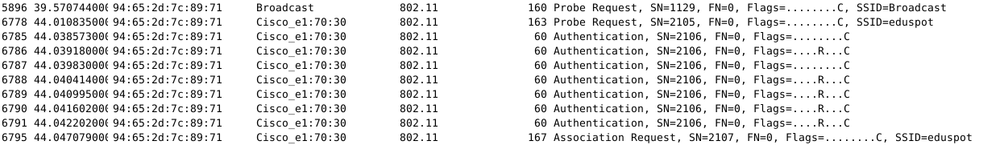 5896 39.570744000 94:65:2d:7c:89:71 Broadcast 802.11 160 Probe Request, SN=1129, FN=0, Flags=........C, SSID=Broadcast
6778 44.010835000 94:65:2d:7c:89:71 Cisco_e1:70:30 802.11 163 Probe Request, SN=2105, FN=0, Flags=........C, SSID=eduspot
6785 44.038573000 94:65:2d:7c:89:71 Cisco_e1:70:30 802.11 60 Authentication, SN=2106, FN=0, Flags=........C
6786 44.039180000 94:65:2d:7c:89:71 Cisco_e1:70:30 802.11 60 Authentication, SN=2106, FN=0, Flags=....R...C
6787 44.039830000 94:65:2d:7c:89:71 Cisco_e1:70:30 802.11 60 Authentication, SN=2106, FN=0, Flags=....R...C
6788 44.040414000 94:65:2d:7c:89:71 Cisco_e1:70:30 802.11 60 Authentication, SN=2106, FN=0, Flags=....R...C
6789 44.040995000 94:65:2d:7c:89:71 Cisco_e1:70:30 802.11 60 Authentication, SN=2106, FN=0, Flags=....R...C
6790 44.041602000 94:65:2d:7c:89:71 Cisco_e1:70:30 802.11 60 Authentication, SN=2106, FN=0, Flags=....R...C
6791 44.042202000 94:65:2d:7c:89:71 Cisco_e1:70:30 802.11 60 Authentication, SN=2106, FN=0, Flags=....R...C
6795 44.047079000 94:65:2d:7c:89:71 Cisco_e1:70:30 802.11 167 Association Request, SN=2107, FN=0, Flags=........C, SSID=eduspot